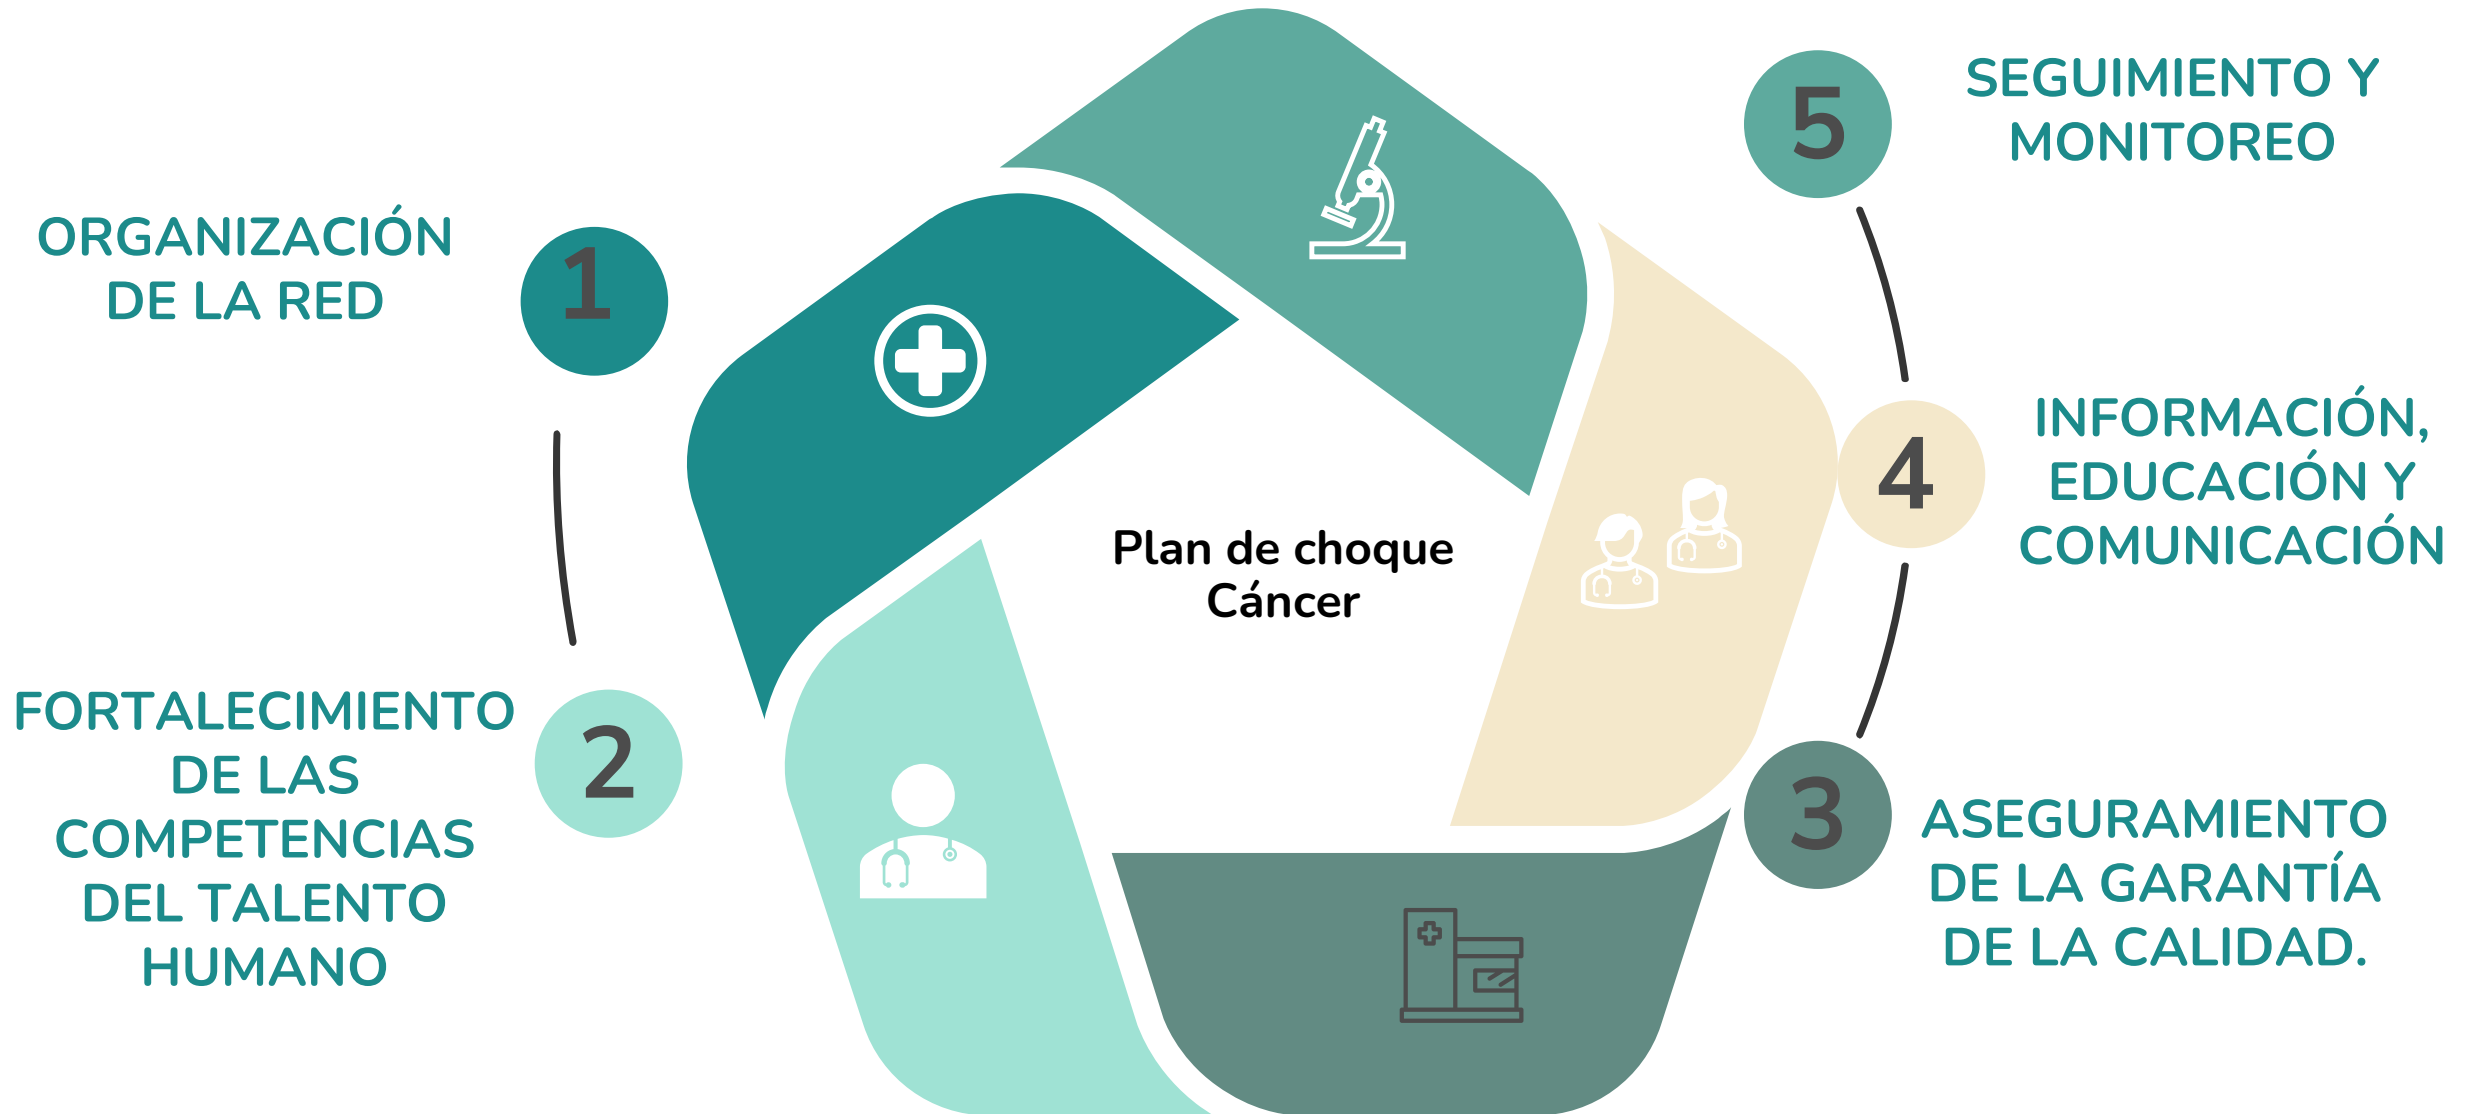 1
ORGANIZACIÓN
DE LA RED
2
FORTALECIMIENTO
DE LAS
COMPETENCIAS
DEL TALENTO
HUMANO
Plan de choque
Cáncer
5
SEGUIMIENTO Y
MONITOREO
4
INFORMACIÓN,
EDUCACIÓN Y
COMUNICACIÓN
3
ASEGURAMIENTO
DE LA GARANTÍA
DE LA CALIDAD.